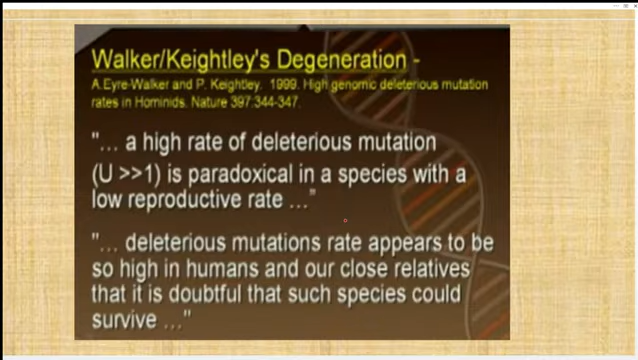 Walker/Keightley's Degeneration -
A.Eyre-Walker and P. Keightley. 1999. High genomic deleterious mutation
rates in Hominids. Nature 397:344-347.
"... a high rate of deleterious mutation
(U >>1) is paradoxical in a species with a
low reproductive rate ..."
"... deleterious mutations rate appears to be
so high in humans and our close relatives
that it is doubtful that such species could
survive ..."